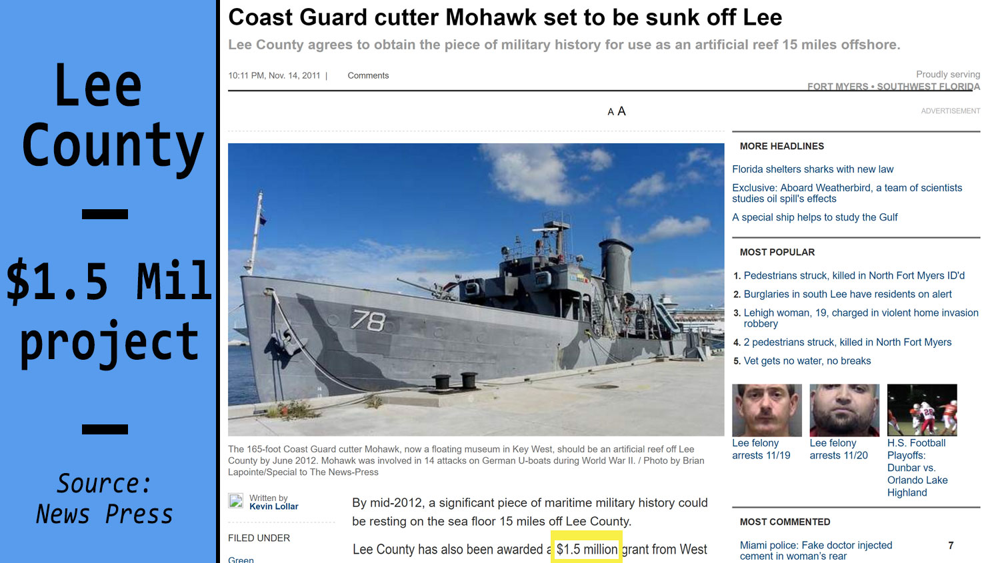 Lee
County
$1.5 Mil
project
Source:
News Press
Coast Guard cutter Mohawk set to be sunk off Lee
Lee County agrees to obtain the piece of military history for use as an artificial reef 15 miles offshore.
10:11 PM, Nov. 14, 2011 | Comments
Proudly serving
FORT MYERS • SOUTHWEST FLORIDA
A A
ADVERTISEMENT
78
The 165-foot Coast Guard cutter Mohawk, now a floating museum in Key West, should be an artificial reef off Lee
County by June 2012. Mohawk was involved in 14 attacks on German U-boats during World War II. / Photo by Brian
Lapointe/Special to The News-Press
Written by
Kevin Lollar
FILED UNDER
Green
By mid-2012, a significant piece of maritime military history could
be resting on the sea floor 15 miles off Lee County.
Lee County has also been awarded a $1.5 million grant from West
MORE HEADLINES
Florida shelters sharks with new law
Exclusive: Aboard Weatherbird, a team of scientists
studies oil spill's effects
A special ship helps to study the Gulf
MOST POPULAR
1. Pedestrians struck, killed in North Fort Myers ID'd
2. Burglaries in south Lee have residents on alert
3. Lehigh woman, 19, charged in violent home invasion
robbery
4. 2 pedestrians struck, killed in North Fort Myers
5. Vet gets no water, no breaks
Lee felony
arrests 11/19
Lee felony
arrests 11/20
H.S. Football
Playoffs:
Dunbar vs.
Orlando Lake
Highland
MOST COMMENTED
Miami police: Fake doctor injected
cement in woman's rear
7